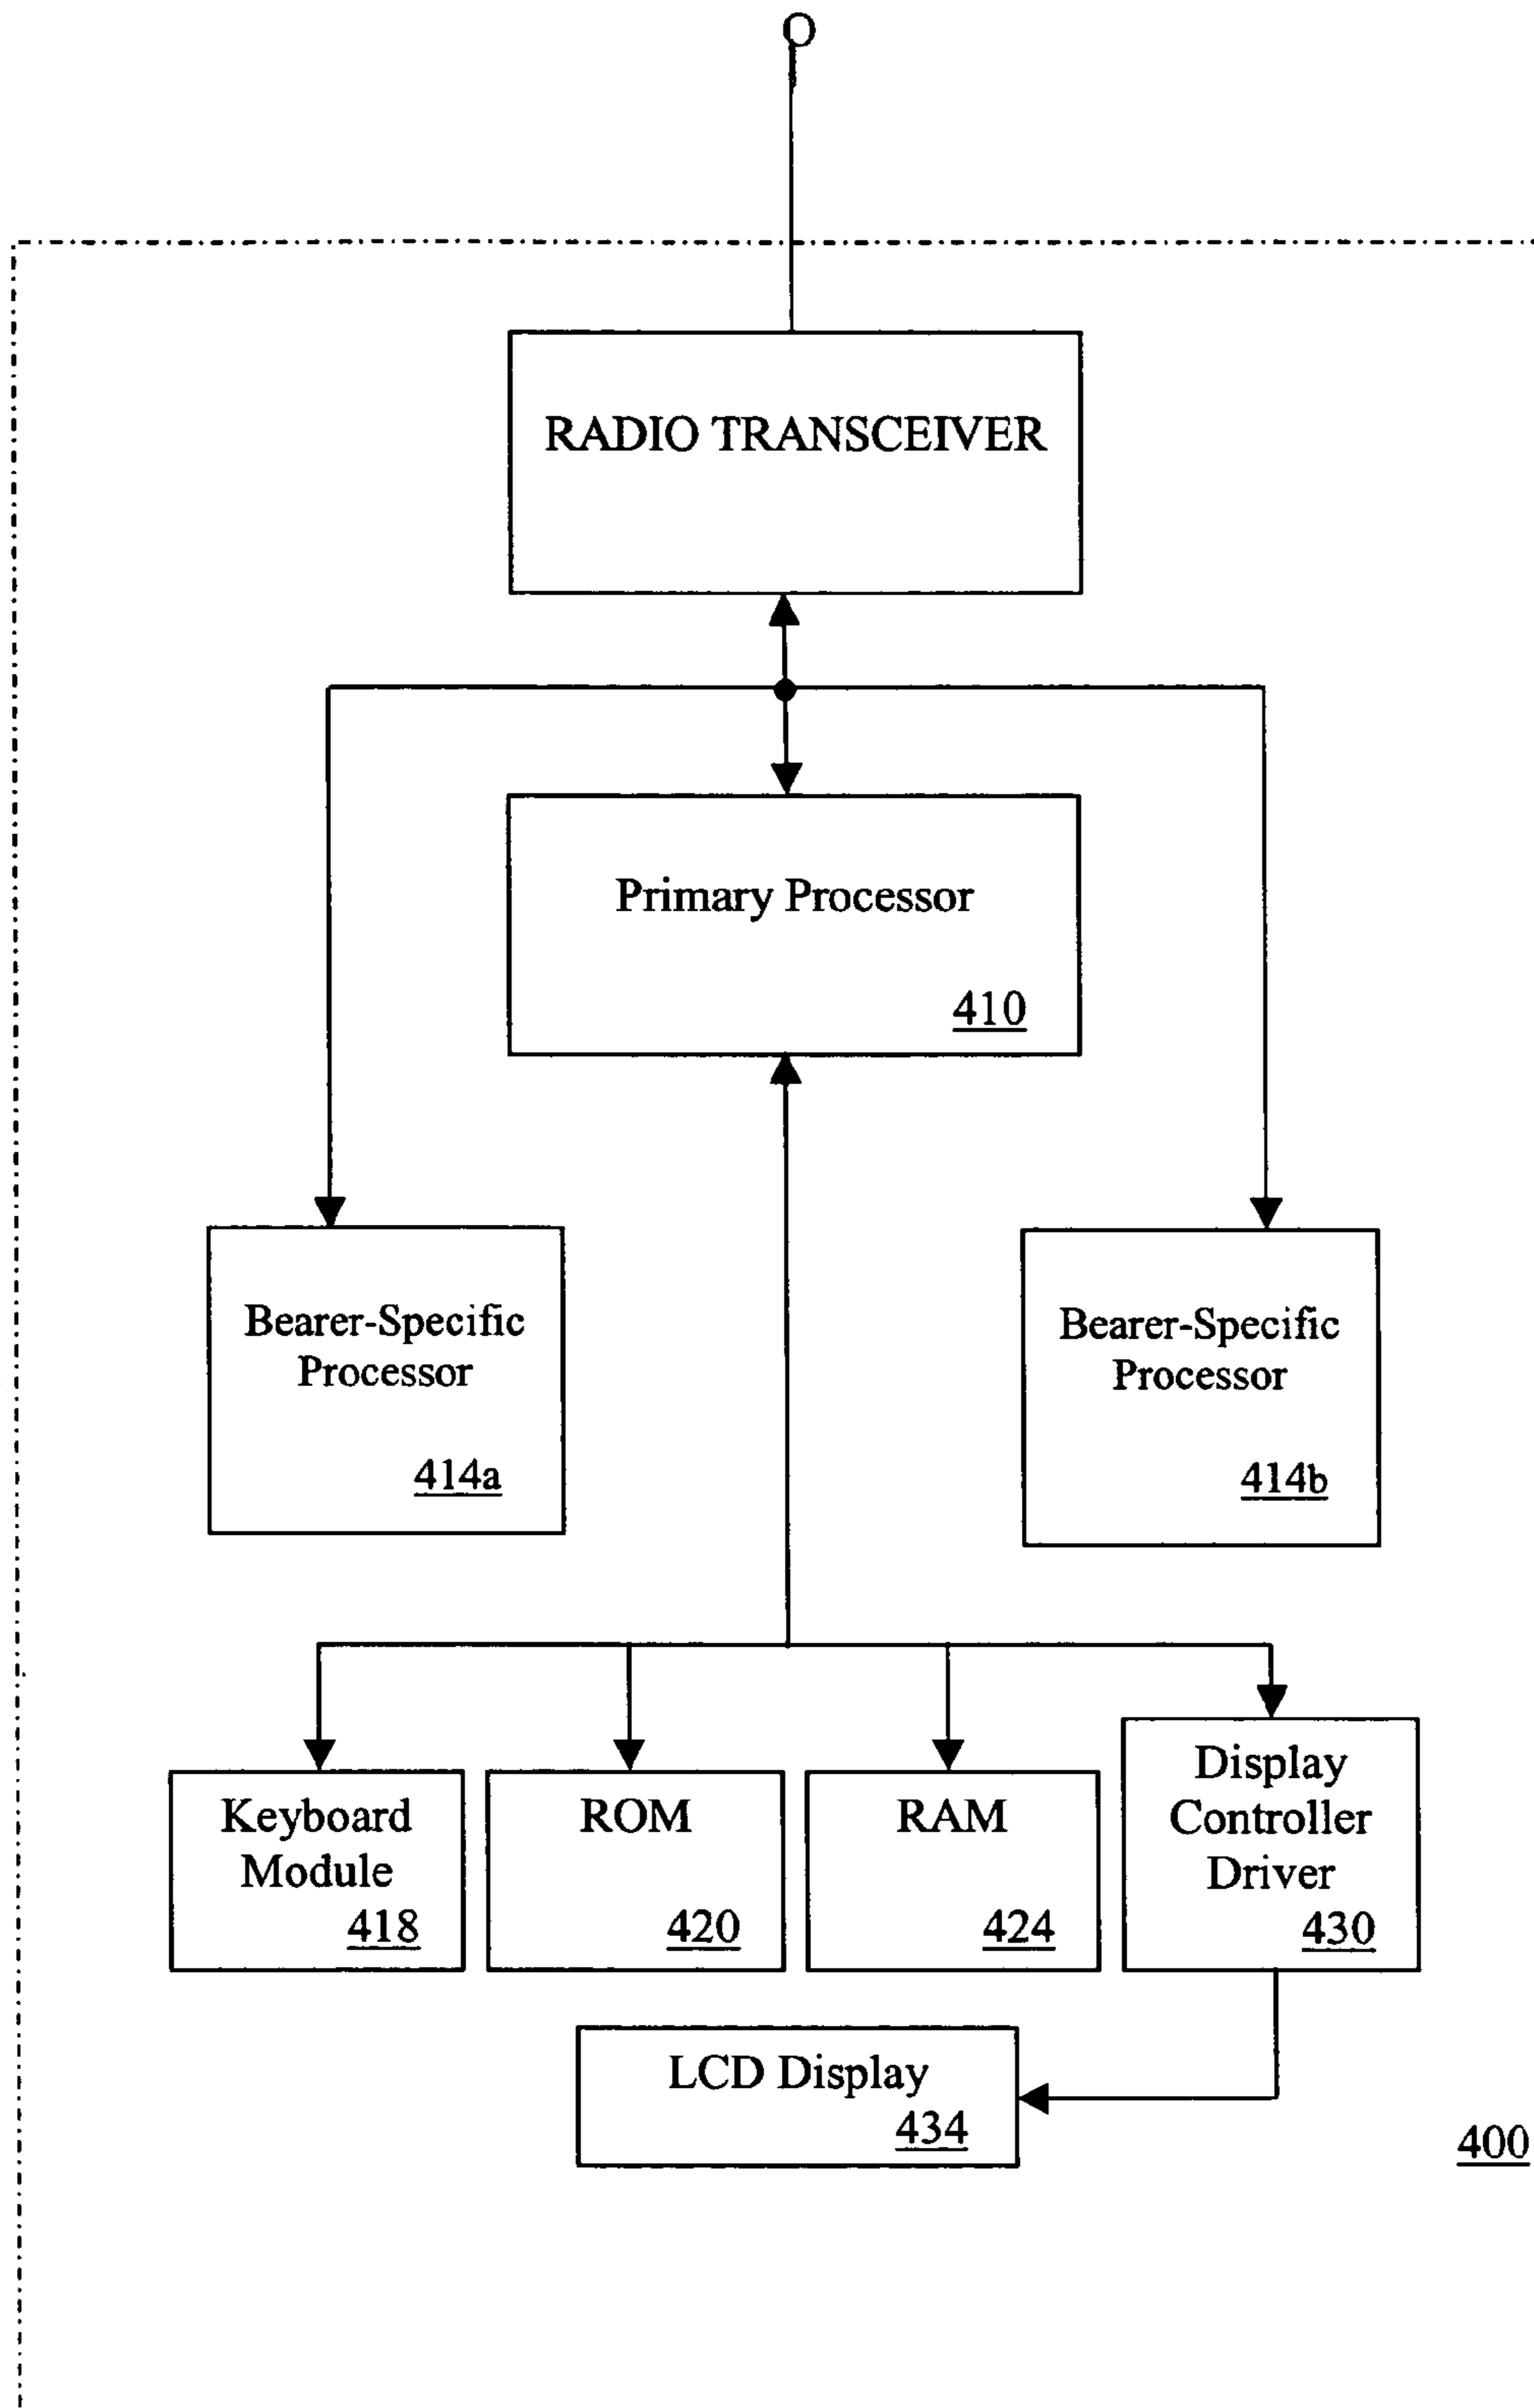 RADIO TRANSCEIVER
Primary Processor
410
Bearer-Specific
Processor
414a
Bearer-Specific
Processor
414b
Keyboard
Module
418
ROM
420
RAM
424
Display
Controller
Driver
430
LCD Display
434
400